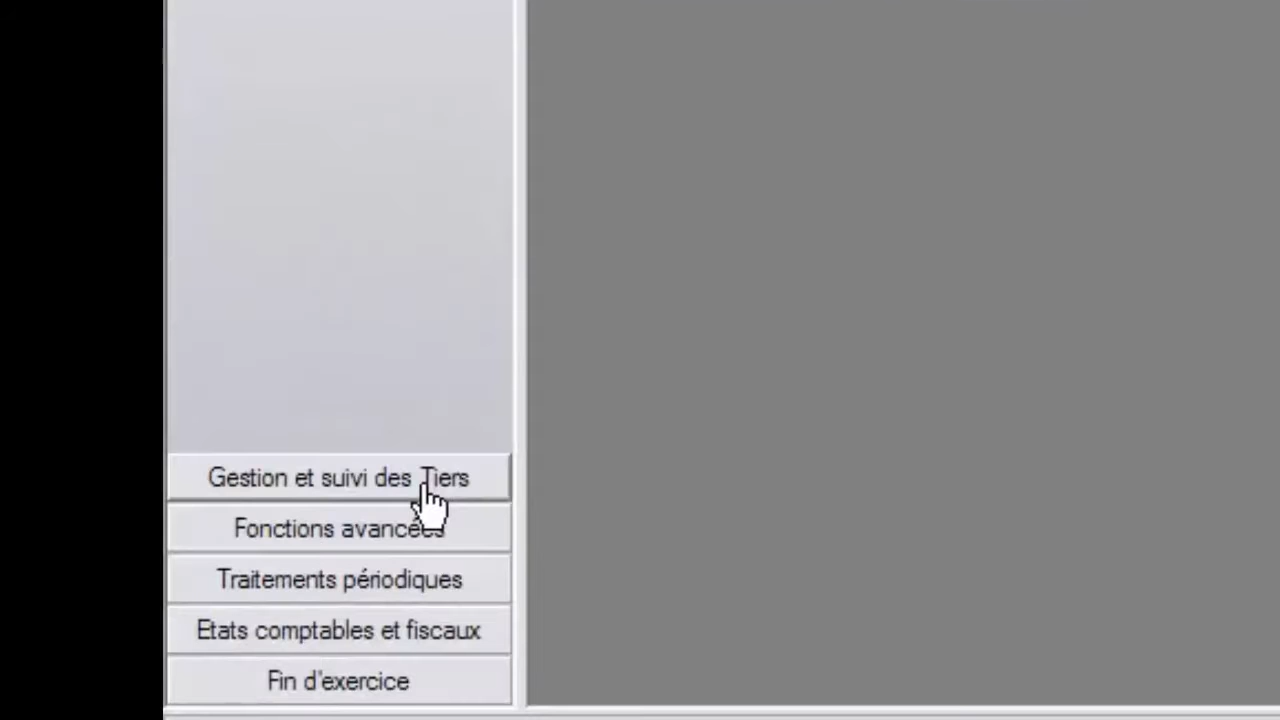 Gestion et suivi des Tiers
Fonctions avancées
Traitements périodiques
Etats comptables et fiscaux
Fin d'exercice